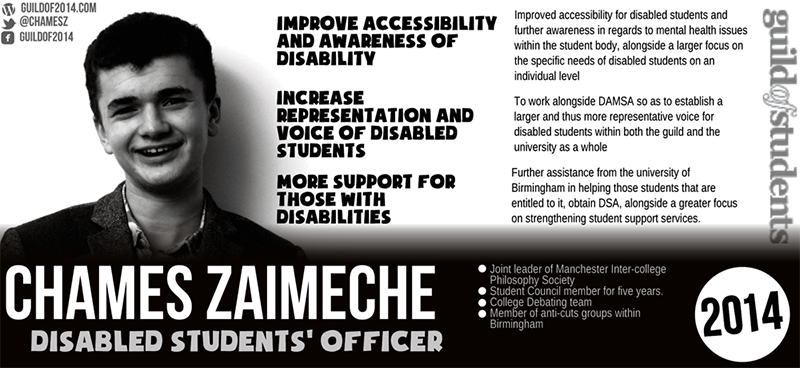 GUILDOF2014.COM
@CHAMESZ
GUILDOF2014
IMPROVE ACCESSIBILITY
AND AWARENESS OF
DISABILITY
Improved accessibility for disabled students and
further awareness in regards to mental health issues
within the student body, alongside a larger focus on
the specific needs of disabled students on an
individual level
INCREASE
REPRESENTATION AND
VOICE OF DISABLED
STUDENTS
To work alongside DAMSA so as to establish a
larger and thus more representative voice for
disabled students within both the guild and the
university as a whole
MORE SUPPORT FOR
THOSE WITH
DISABILITIES
Further assistance from the university of
Birmingham in helping those students that are
entitled to it, obtain DSA, alongside a greater focus
on strengthening student support services.
guildofstudents
CHAMES ZAIMECHE
DISABLED STUDENTS' OFFICER
Joint leader of Manchester Inter-college
Philosophy Society
Student Council member for five years.
College Debating team
Member of anti-cuts groups within
Birmingham
2014